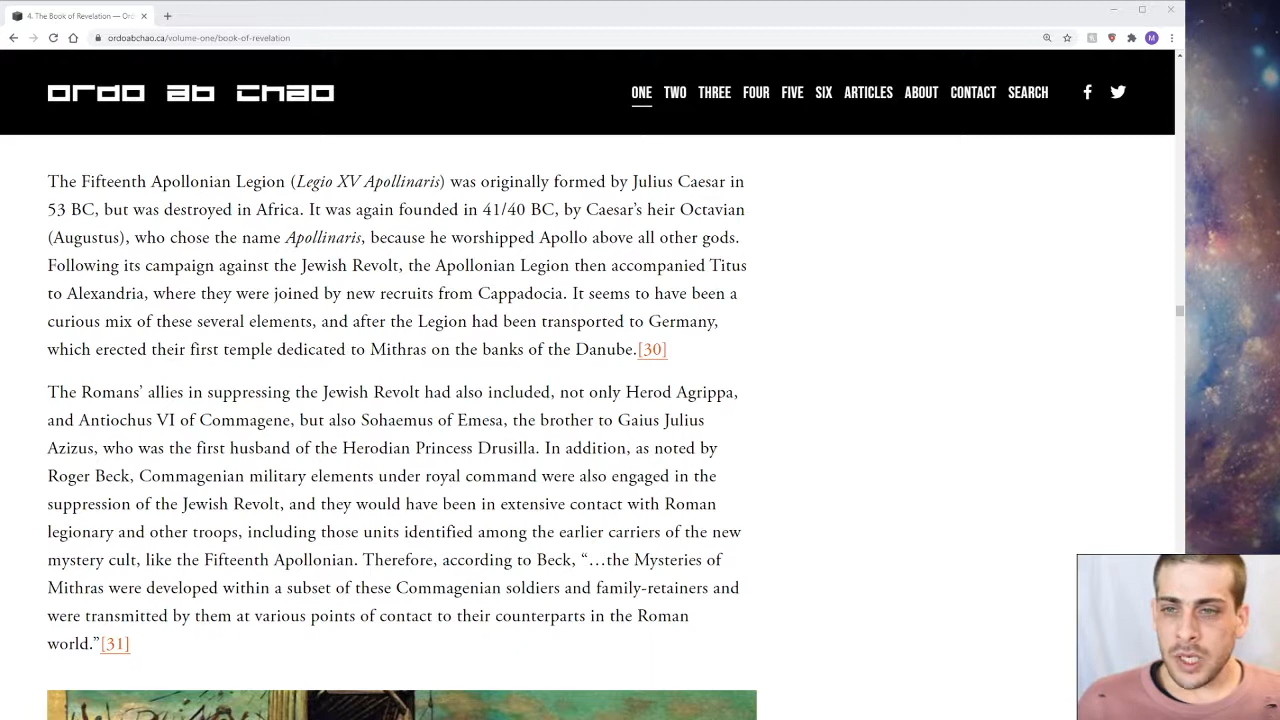 4. The Book of Revelation — Ord
ordoabchao.ca/volume-one/book-of-revelation
M
ordo ab chao
ONE TWO THREE FOUR FIVE SIX ARTICLES ABOUT CONTACT SEARCH
The Fifteenth Apollonian Legion (Legio XV Apollinaris) was originally formed by Julius Caesar in
53 BC, but was destroyed in Africa. It was again founded in 41/40 BC, by Caesar’s heir Octavian
(Augustus), who chose the name Apollinaris, because he worshipped Apollo above all other gods.
Following its campaign against the Jewish Revolt, the Apollonian Legion then accompanied Titus
to Alexandria, where they were joined by new recruits from Cappadocia. It seems to have been a
curious mix of these several elements, and after the Legion had been transported to Germany,
which erected their first temple dedicated to Mithras on the banks of the Danube.[30]
The Romans’ allies in suppressing the Jewish Revolt had also included, not only Herod Agrippa,
and Antiochus VI of Commagene, but also Sohaemus of Emesa, the brother to Gaius Julius
Azizus, who was the first husband of the Herodian Princess Drusilla. In addition, as noted by
Roger Beck, Commagenian military elements under royal command were also engaged in the
suppression of the Jewish Revolt, and they would have been in extensive contact with Roman
legionary and other troops, including those units identified among the earlier carriers of the new
mystery cult, like the Fifteenth Apollonian. Therefore, according to Beck, “…the Mysteries of
Mithras were developed within a subset of these Commagenian soldiers and family-retainers and
were transmitted by them at various points of contact to their counterparts in the Roman
world.”[31]